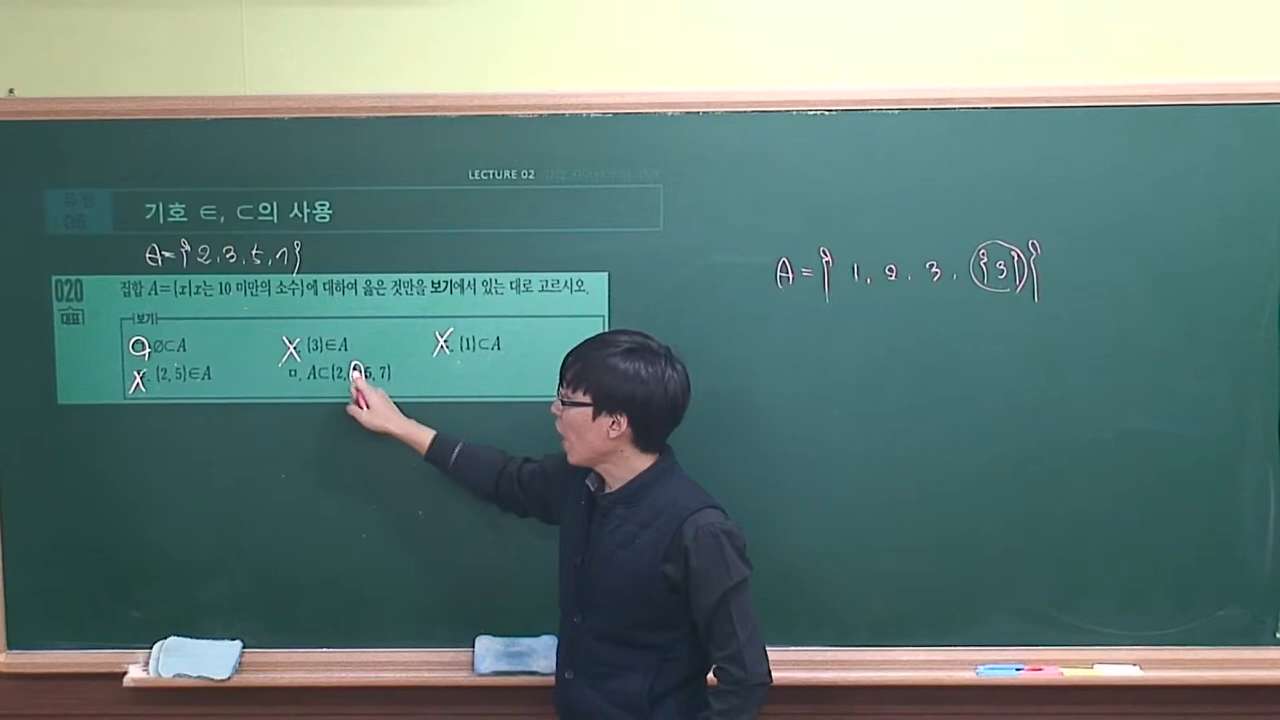 LECTURE 02
유형
05
기호 ∈, ⊂의 사용
A={2,3,5,7}
A={ 1, 2, 3, {3}}
020
대표
집합 A={x|x는 10 미만의 소수}에 대하여 옳은 것만을 보기에서 있는 대로 고르시오.
보기
∅⊂A
{3}∈A
{1}⊂A
{2, 5}∈A
ㅁ. A⊂{2, 5, 7}